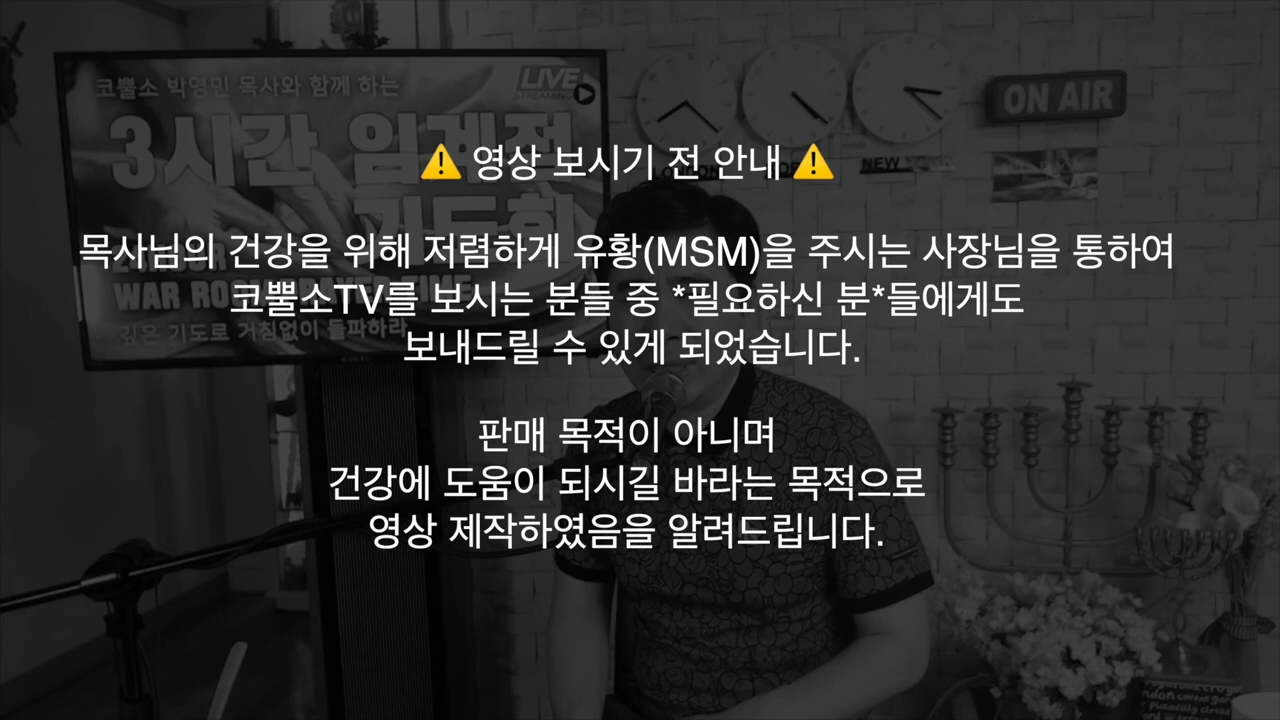 ⚠️ 영상 보시기 전 안내 ⚠️
목사님의 건강을 위해 저렴하게 유황(MSM)을 주시는 사장님을 통하여
코뿔소TV를 보시는 분들 중 *필요하신 분*들에게도
보내드릴 수 있게 되었습니다.
판매 목적이 아니며
건강에 도움이 되시길 바라는 목적으로
영상 제작하였음을 알려드립니다.
코뿔소 박영민 목사와 함께 하는
LIVE
STREAMING
3시간 임계점
기도회
WAR RO
깊은 기도로 거침없이 돌파하라
ON AIR
NEW